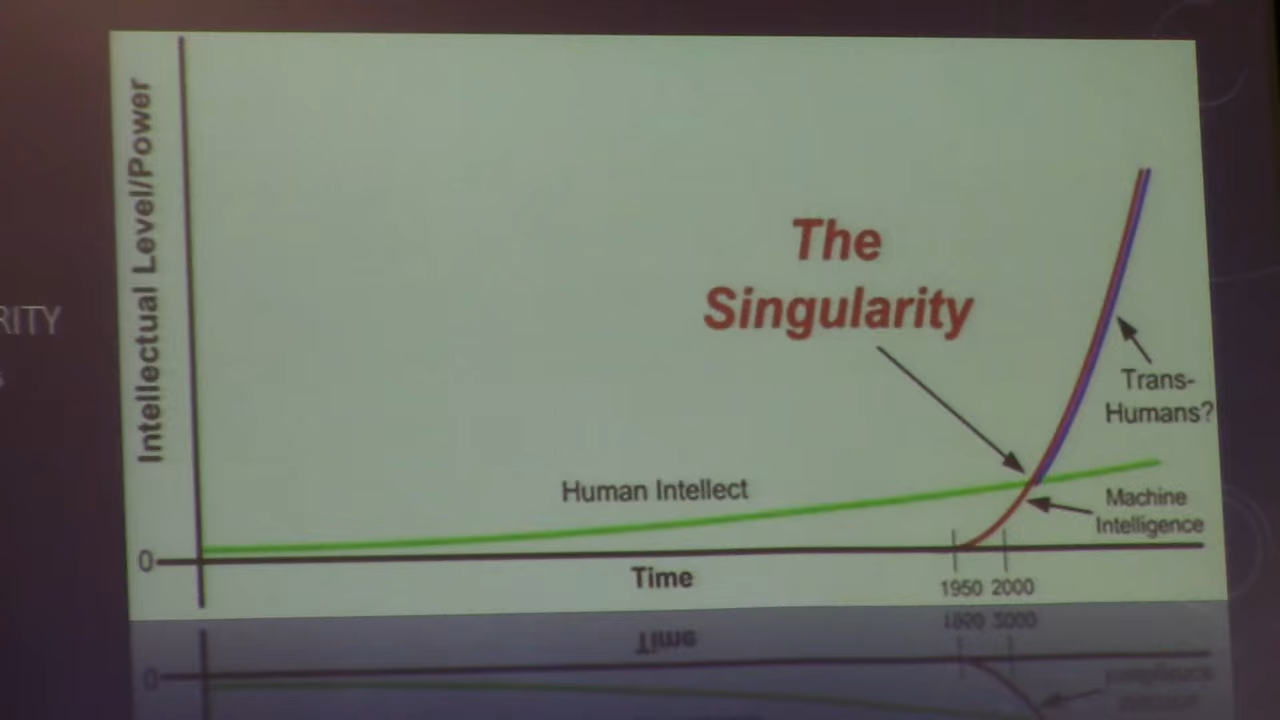 RITY
Intellectual Level/Power
The
Singularity
Trans-
Humans?
Human Intellect
Machine
Intelligence
0
Time
1950 2000